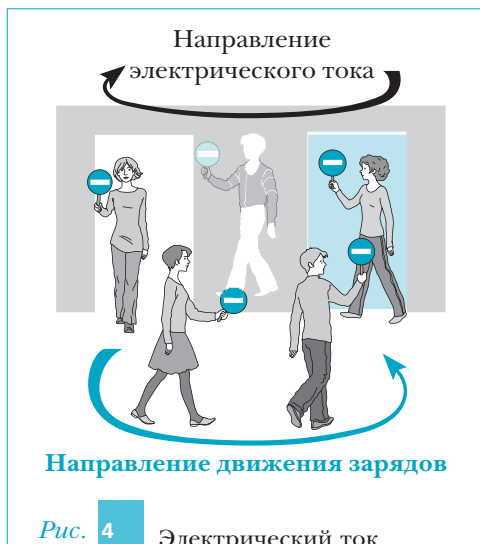 Направление
электрического тока
Направление движения зарядов
Рис. 4 Электрический ток